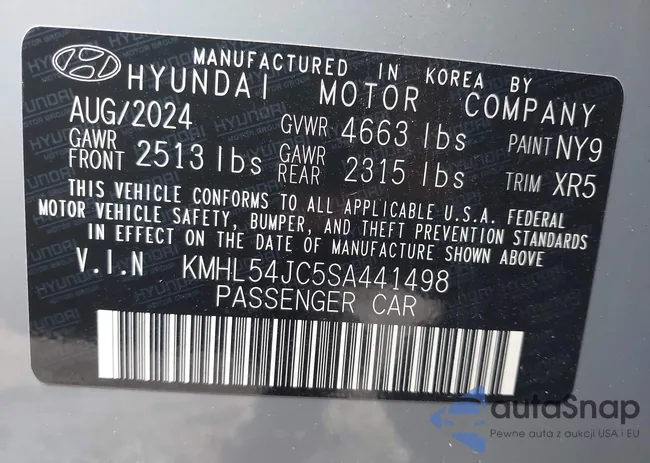 MANUFACTURED IN KOREA BY
HYUNDAI MOTOR COMPANY
AUG/2024 GVWR 4663 lbs PAINT NY9
GAWR FRONT 2513 lbs GAWR REAR 2315 lbs TRIM XR5
THIS VEHICLE CONFORMS TO ALL APPLICABLE U.S.A. FEDERAL
MOTOR VEHICLE SAFETY, BUMPER, AND THEFT PREVENTION STANDARDS
IN EFFECT ON THE DATE OF MANUFACTURE SHOWN ABOVE
V.I.N KMHL54JC5SA441498
PASSENGER CAR
autoSnap
Pewne auta z aukcji USA i EU